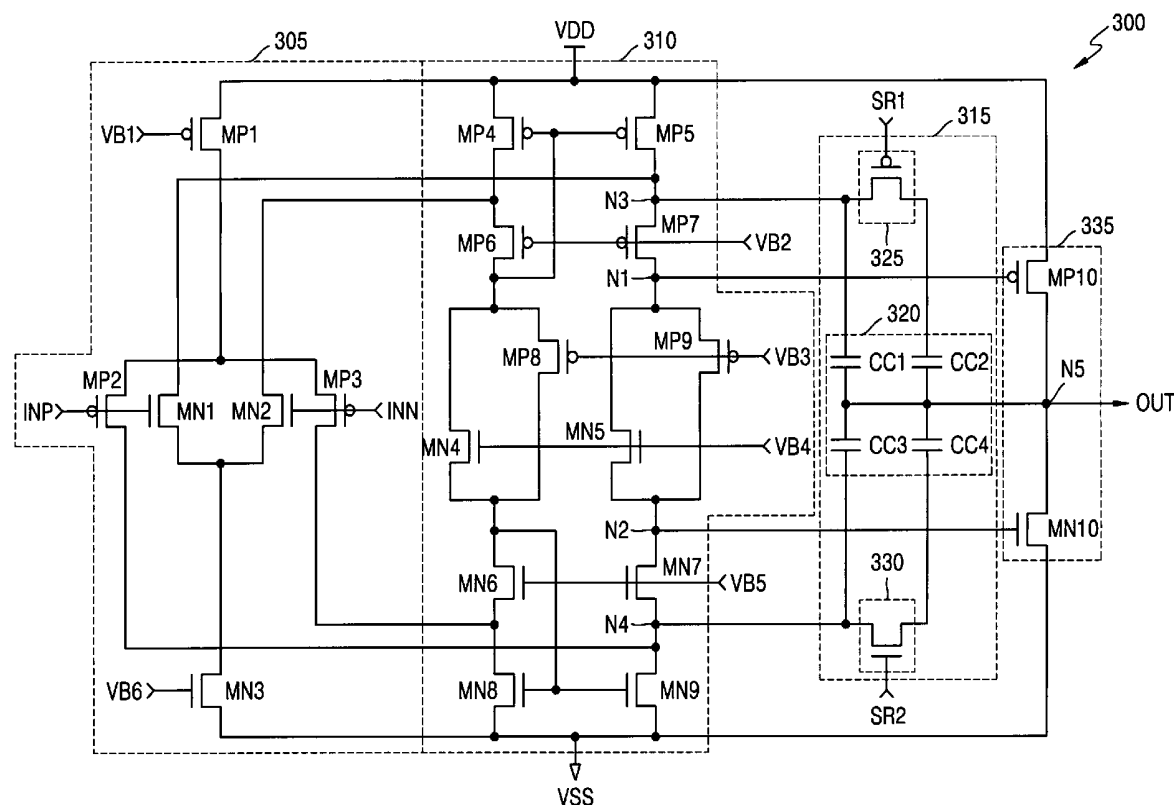 305
VDD
310
300
VB1
MP1
MP4
MP5
SR1
315
N3
325
MP6
MP7
VB2
335
N1
MP10
320
MP8
MP9
VB3
CC1
CC2
N5
OUT
MP2
MP3
INP
MN1
MN2
INN
MN4
MN5
VB4
CC3
CC4
N2
MN10
MN6
MN7
VB5
330
N4
VB6
MN3
MN8
MN9
SR2
VSS